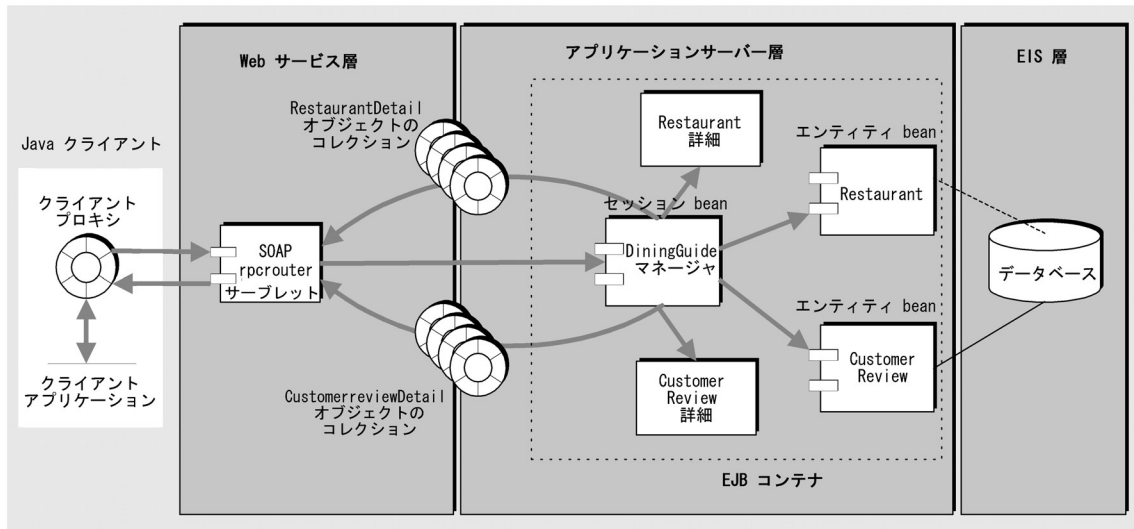 Java クライアント
クライアント
プロキシ
クライアント
アプリケーション
Web サービス層
RestaurantDetail
オブジェクトの
コレクション
SOAP
rpcrouter
サーブレット
CustomerreviewDetail
オブジェクトの
コレクション
アプリケーションサーバー層
Restaurant
詳細
セッション bean
DiningGuide
マネージャ
Customer
Review
詳細
エンティティ bean
Restaurant
エンティティ bean
Customer
Review
EJB コンテナ
EIS 層
データベース